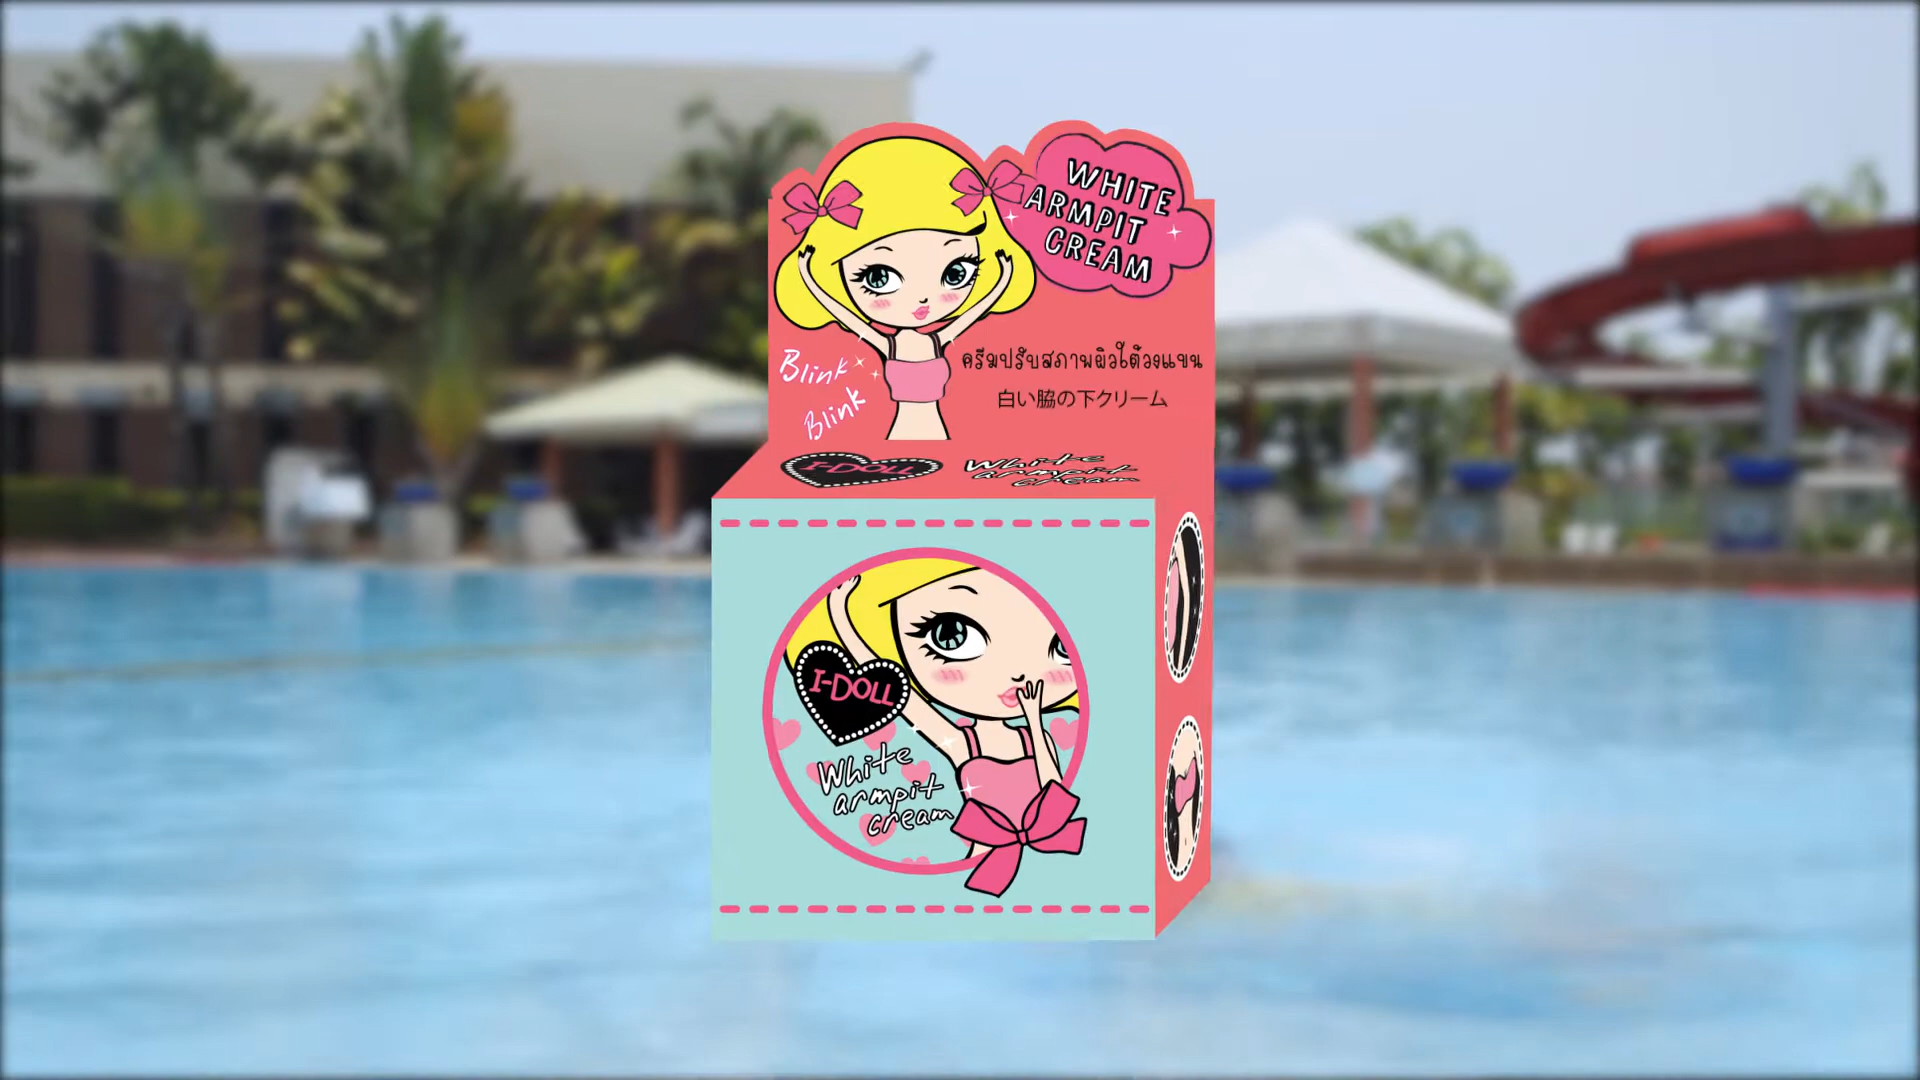 WHITE
ARMPIT
CREAM
Blink
Blink
ครีมปรับสภาพผิวใต้วงแขน
白い脇の下クリーム
I-DOLL
White
armpit
cream
I-DOLL
White
armpit
cream